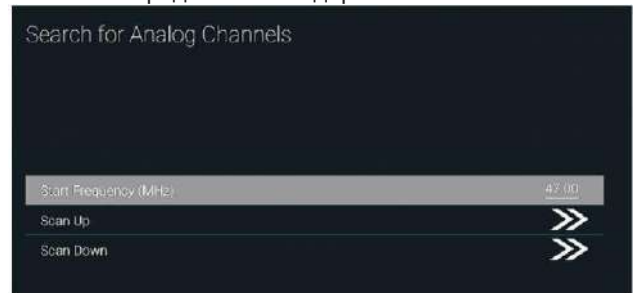 Search for Analog Channels
Start Frequency (MHz) 47.00
Scan Up
Scan Down